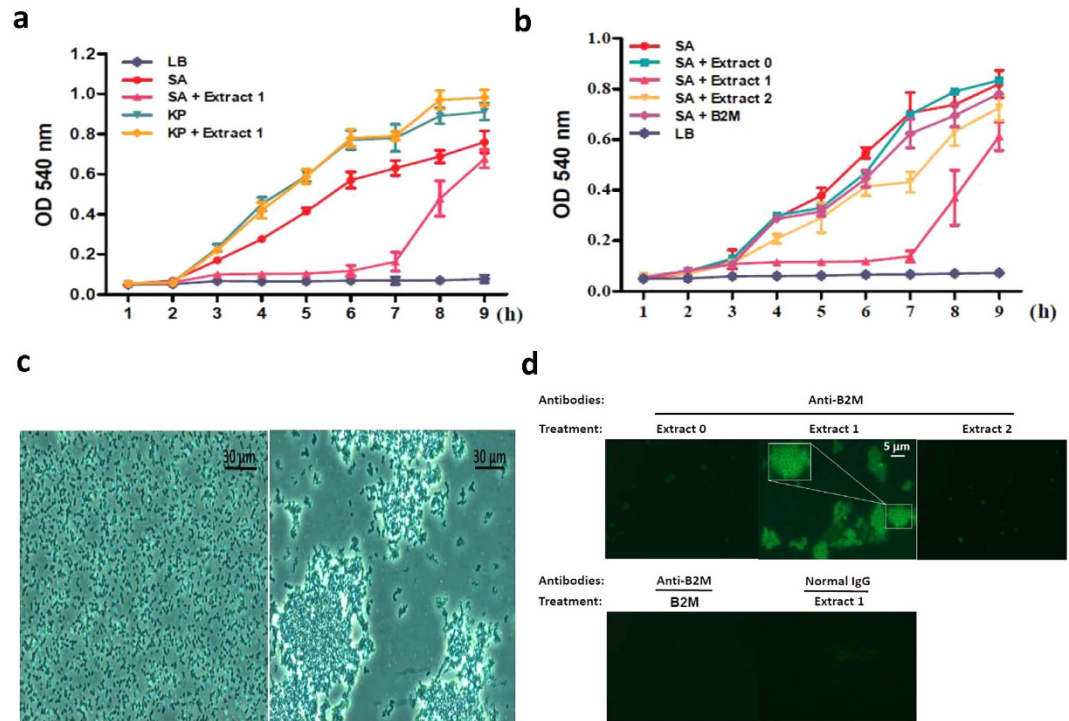 a
1.2
1.0
0.8
0.6
0.4
0.2
0.0
OD 540 nm
LB
SA
SA + Extract 1
KP
KP + Extract 1
1 2 3 4 5 6 7 8 9 (h)
b
1.0
0.8
0.6
0.4
0.2
0.0
OD 540 nm
SA
SA + Extract 0
SA + Extract 1
SA + Extract 2
SA + B2M
LB
1 2 3 4 5 6 7 8 9 (h)
c
30 µm
30 µm
d
Antibodies: Anti-B2M
Treatment: Extract 0 Extract 1 Extract 2
5 µm
Antibodies: Anti-B2M Normal IgG
Treatment: B2M Extract 1